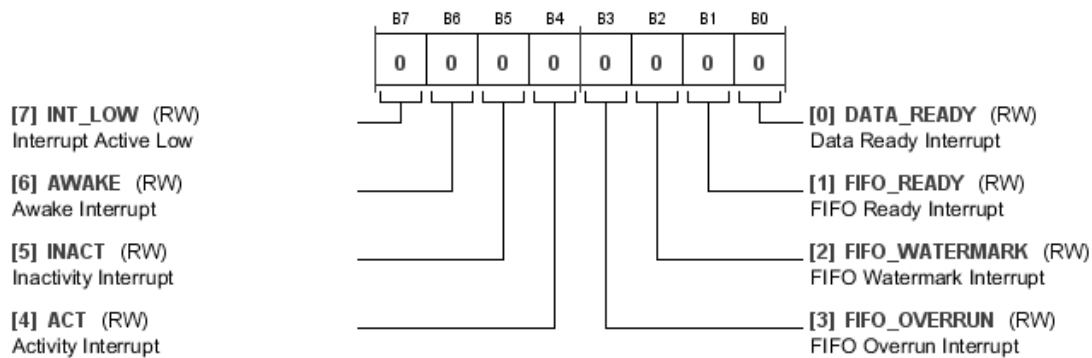 B7 B6 B5 B4 B3 B2 B1 B0
0 0 0 0 0 0 0 0
[7] INT_LOW (RW)
Interrupt Active Low
[6] AWAKE (RW)
Awake Interrupt
[5] INACT (RW)
Inactivity Interrupt
[4] ACT (RW)
Activity Interrupt
[0] DATA_READY (RW)
Data Ready Interrupt
[1] FIFO_READY (RW)
FIFO Ready Interrupt
[2] FIFO_WATERMARK (RW)
FIFO Watermark Interrupt
[3] FIFO_OVERRUN (RW)
FIFO Overrun Interrupt